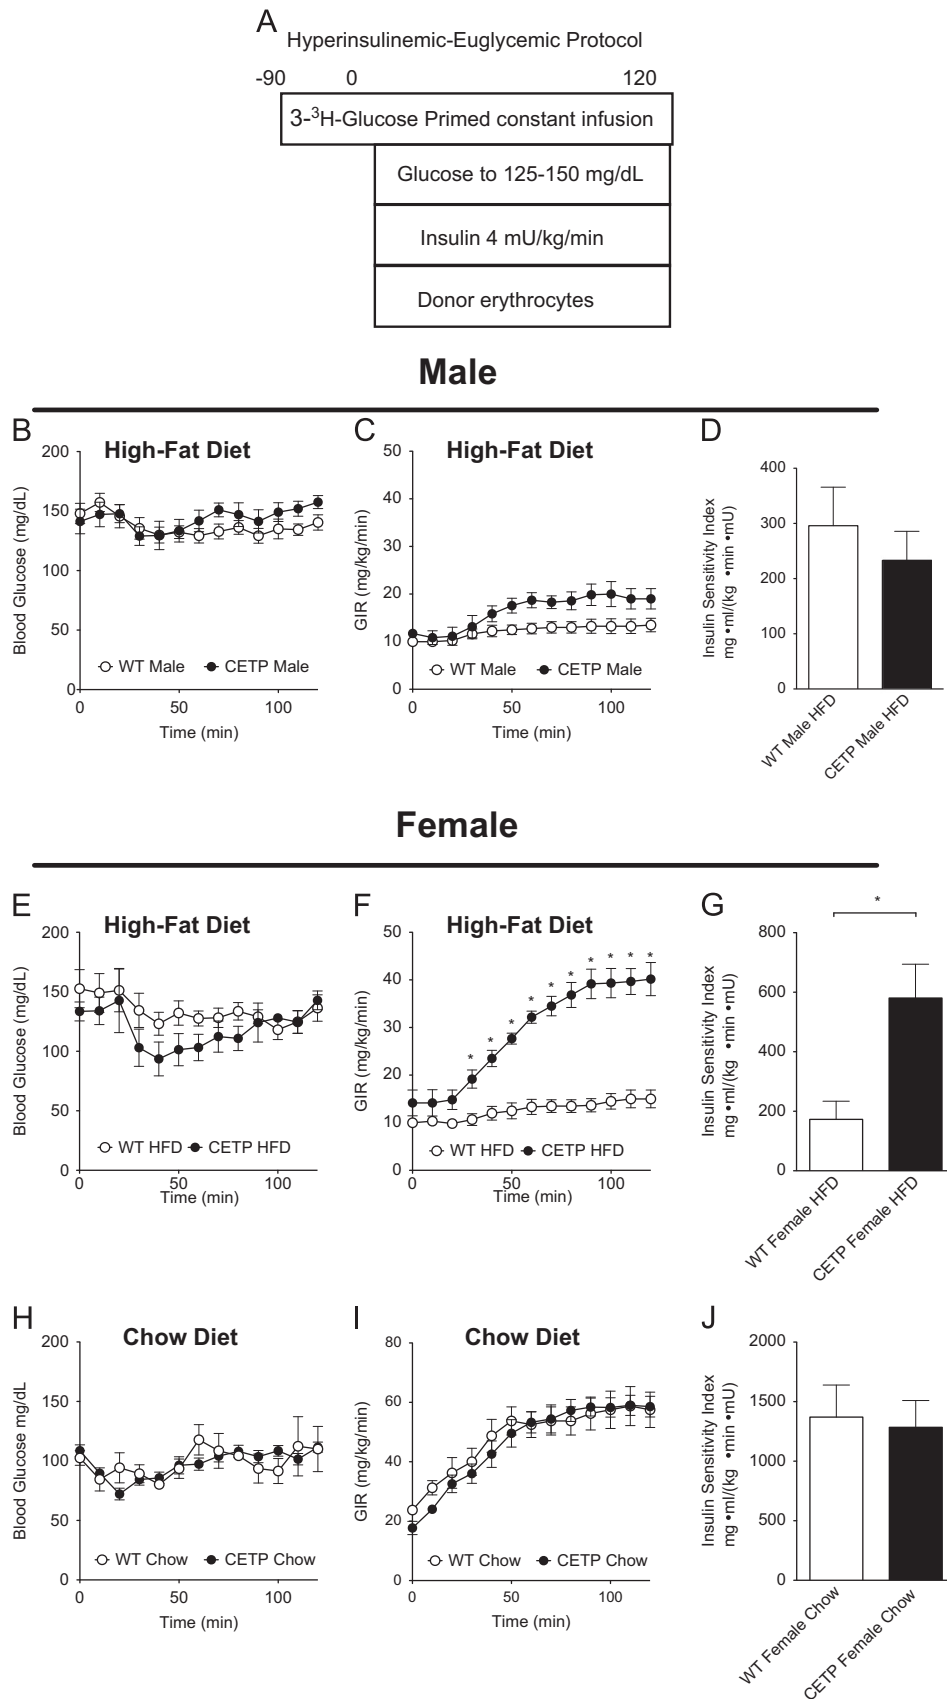 A
Hyperinsulinemic-Euglycemic Protocol
-90 0 120
3-³H-Glucose Primed constant infusion
Glucose to 125-150 mg/dL
Insulin 4 mU/kg/min
Donor erythrocytes
Male
B
High-Fat Diet
Blood Glucose (mg/dL)
200
150
100
50
0
WT Male CETP Male
0 50 100
Time (min)
C
High-Fat Diet
GIR (mg/kg/min)
50
40
30
20
10
0
WT Male CETP Male
0 50 100
Time (min)
D
Insulin Sensitivity Index
mg •ml/(kg •min •mU)
400
300
200
100
0
WT Male HFD
CETP Male HFD
Female
E
High-Fat Diet
Blood Glucose (mg/dL)
200
150
100
50
0
WT HFD CETP HFD
0 50 100
Time (min)
F
High-Fat Diet
GIR (mg/kg/min)
50
40
30
20
10
0
* * * * * * * * * *
WT HFD CETP HFD
0 50 100
Time (min)
G
Insulin Sensitivity Index
mg •ml/(kg •min •mU)
*
800
600
400
200
0
WT Female HFD
CETP Female HFD
H
Chow Diet
Blood Glucose mg/dL
200
150
100
50
0
WT Chow CETP Chow
0 50 100
Time (min)
I
Chow Diet
GIR (mg/kg/min)
80
60
40
20
0
WT Chow CETP Chow
0 50 100
Time (min)
J
Insulin Sensitivity Index
mg •ml/(kg •min •mU)
2000
1500
1000
500
0
WT Female Chow
CETP Female Chow